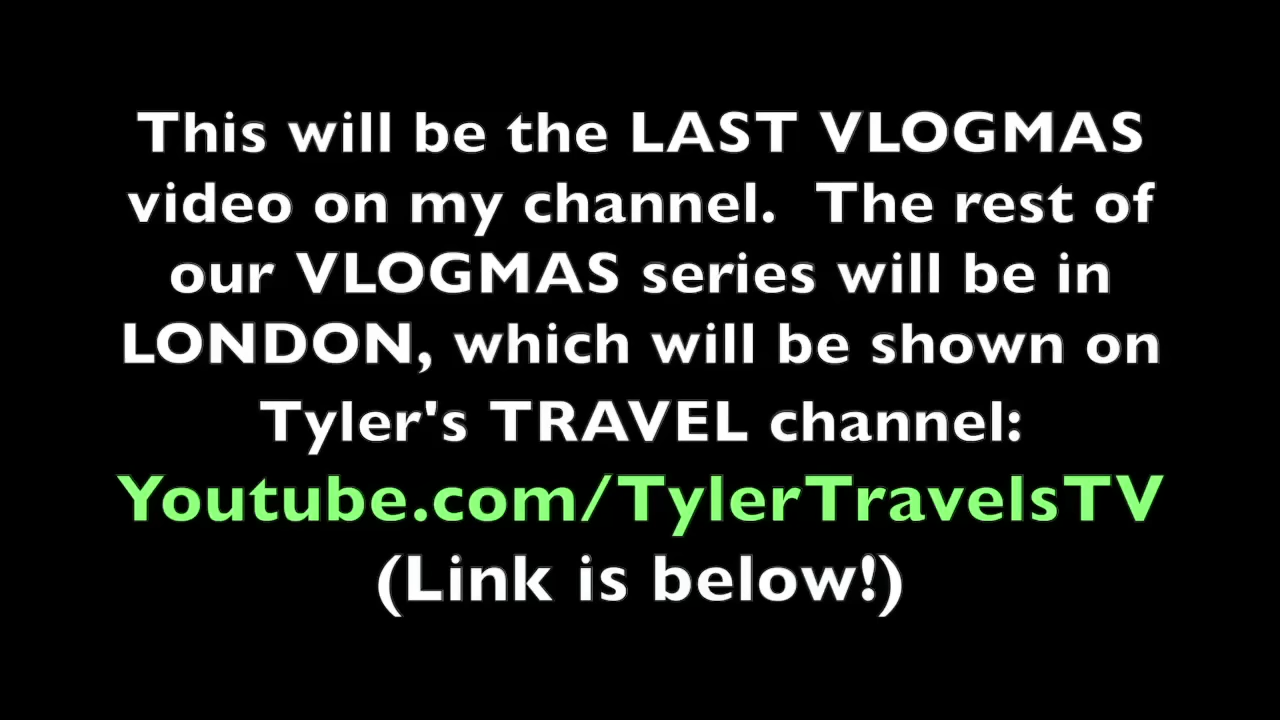 This will be the LAST VLOGMAS
video on my channel.  The rest of
our VLOGMAS series will be in
LONDON, which will be shown on
Tyler's TRAVEL channel:
Youtube.com/TylerTravelsTV
(Link is below!)